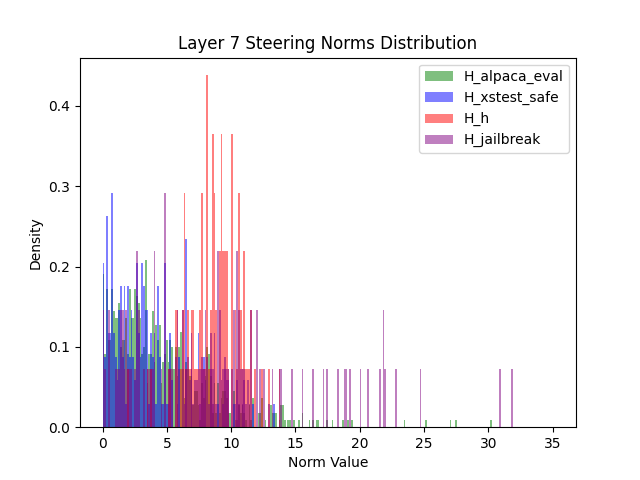 Layer 7 Steering Norms Distribution
H_alpaca_eval
H_xstest_safe
H_h
H_jailbreak
Density
0.4
0.3
0.2
0.1
0.0
0 5 10 15 20 25 30 35
Norm Value